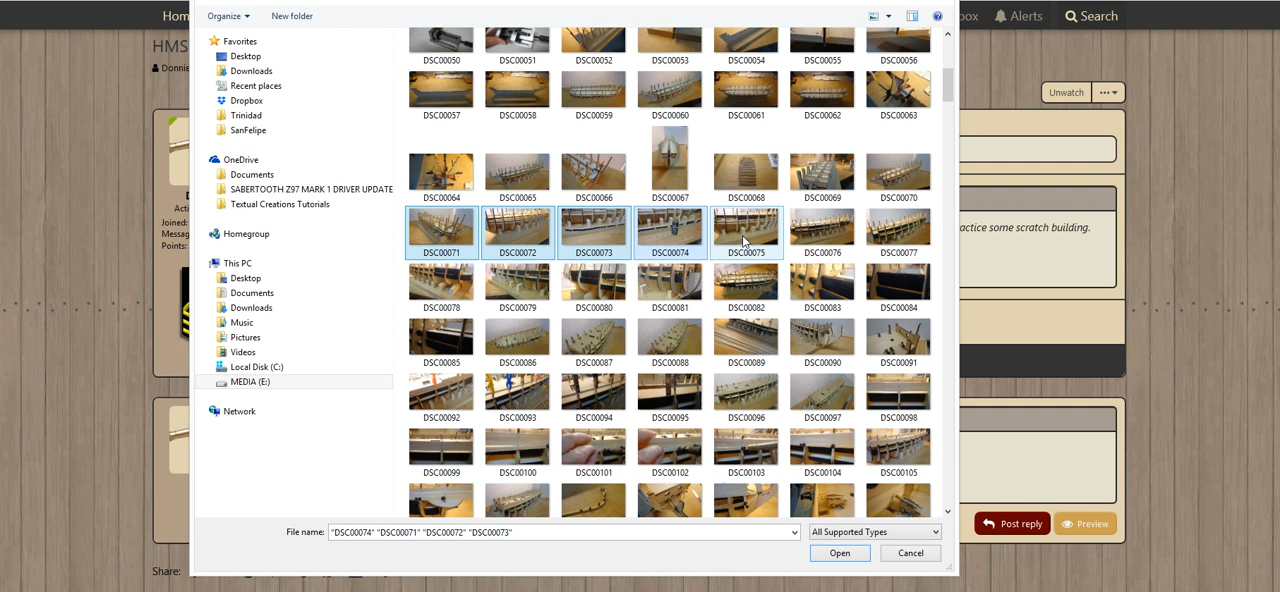 Hom
box
Alerts
Search
Organize
New folder
HMS
Donnie
Unwatch
Favorites
Desktop
Downloads
Recent places
Dropbox
Trinidad
SanFelipe
OneDrive
Documents
SABERTOOTH Z97 MARK 1 DRIVER UPDATE
Textual Creations Tutorials
Homegroup
This PC
Desktop
Documents
Downloads
Music
Pictures
Videos
Local Disk (C:)
MEDIA (E:)
Network
DSC00050 DSC00051 DSC00052 DSC00053 DSC00054 DSC00055 DSC00056
DSC00057 DSC00058 DSC00059 DSC00060 DSC00061 DSC00062 DSC00063
DSC00064 DSC00065 DSC00066 DSC00067 DSC00068 DSC00069 DSC00070
DSC00071 DSC00072 DSC00073 DSC00074 DSC00075 DSC00076 DSC00077
DSC00078 DSC00079 DSC00080 DSC00081 DSC00082 DSC00083 DSC00084
DSC00085 DSC00086 DSC00087 DSC00088 DSC00089 DSC00090 DSC00091
DSC00092 DSC00093 DSC00094 DSC00095 DSC00096 DSC00097 DSC00098
DSC00099 DSC00100 DSC00101 DSC00102 DSC00103 DSC00104 DSC00105
File name: "DSC00074" "DSC00071" "DSC00072" "DSC00073"
All Supported Types
Open
Cancel
D
Acti
Joined:
Messag
Points:
actice some scratch building.
Post reply
Preview
Share: